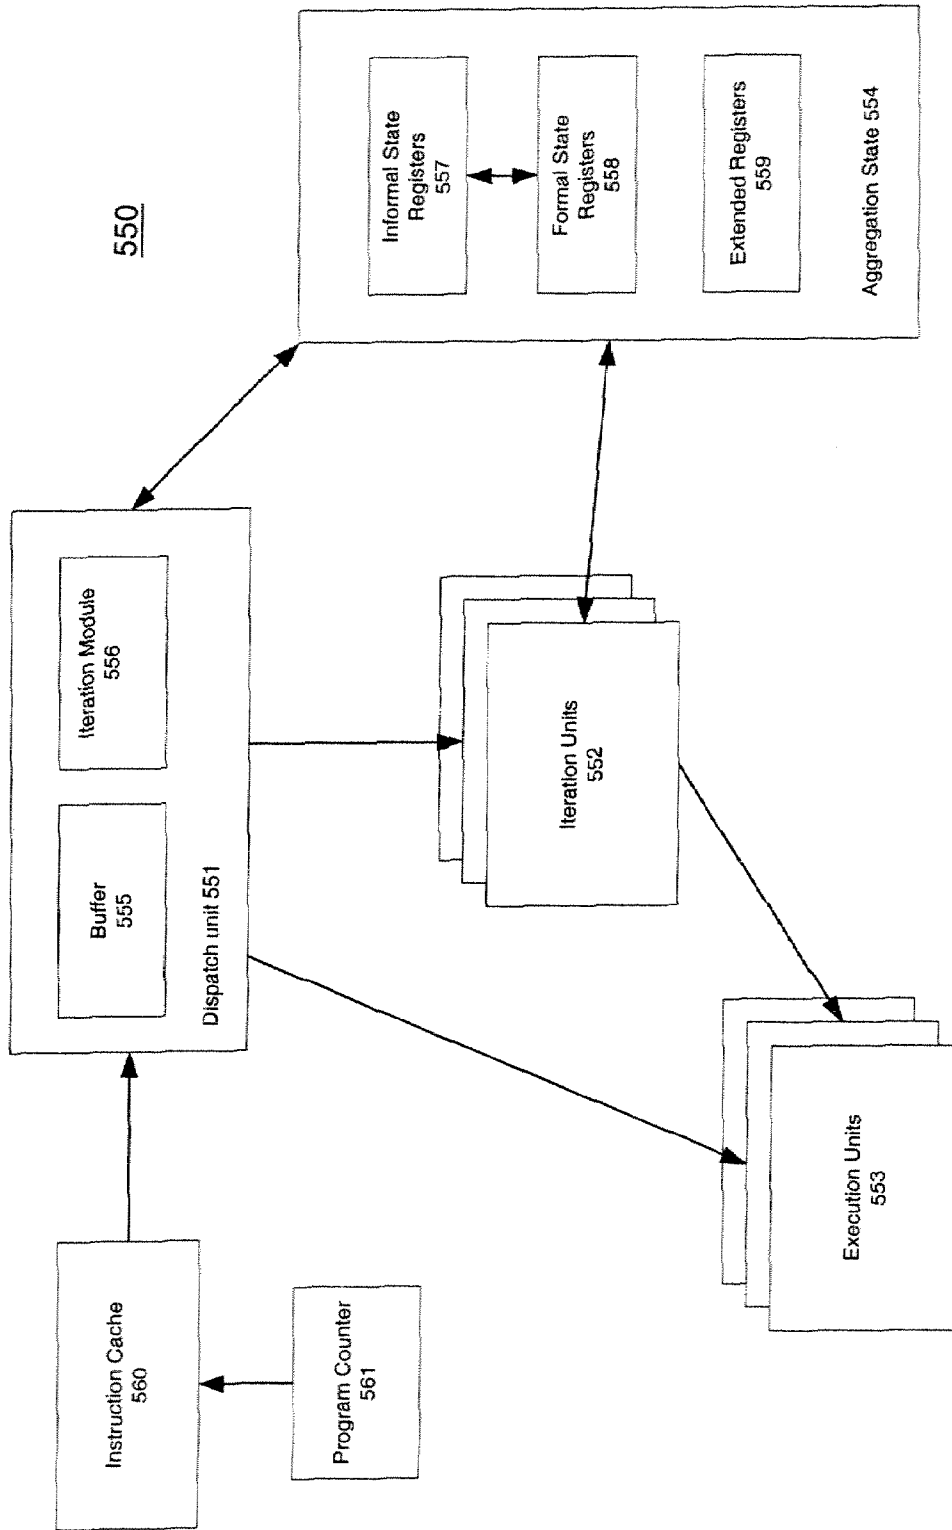 550
Instruction Cache
560
Program Counter
561
Buffer
555
Iteration Module
556
Dispatch unit 551
Execution Units
553
Iteration Units
552
Informal State
Registers
557
Formal State
Registers
558
Extended Registers
559
Aggregation State 554